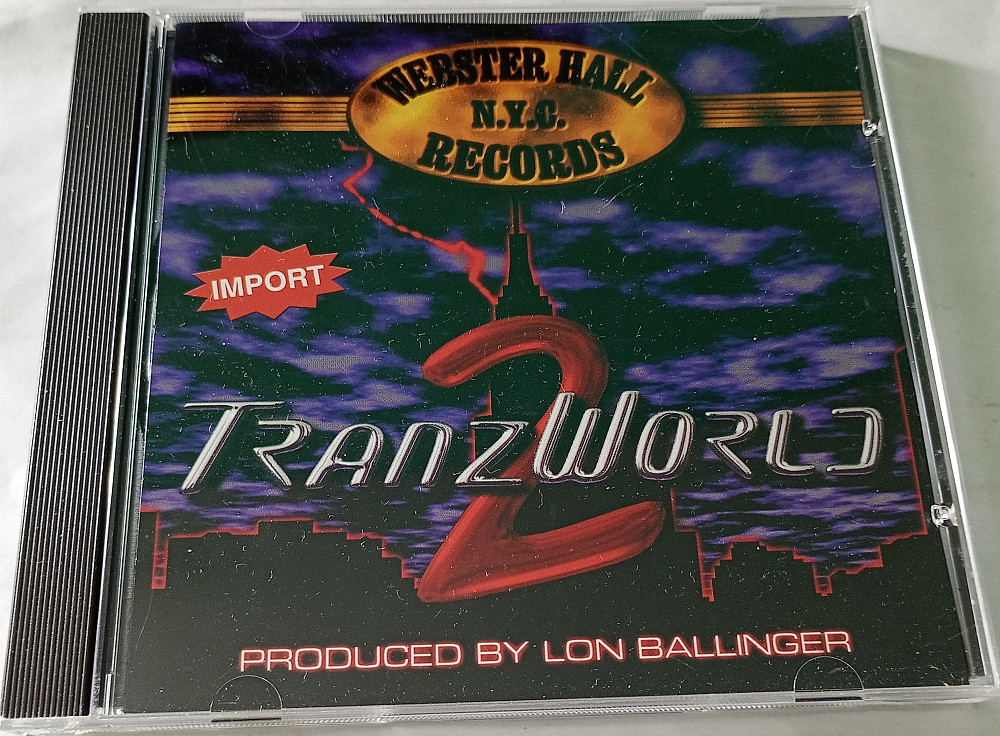 WEBSTER HALL
N.Y.C.
RECORDS
IMPORT
2
TRANZWORLD
PRODUCED BY LON BALLINGER